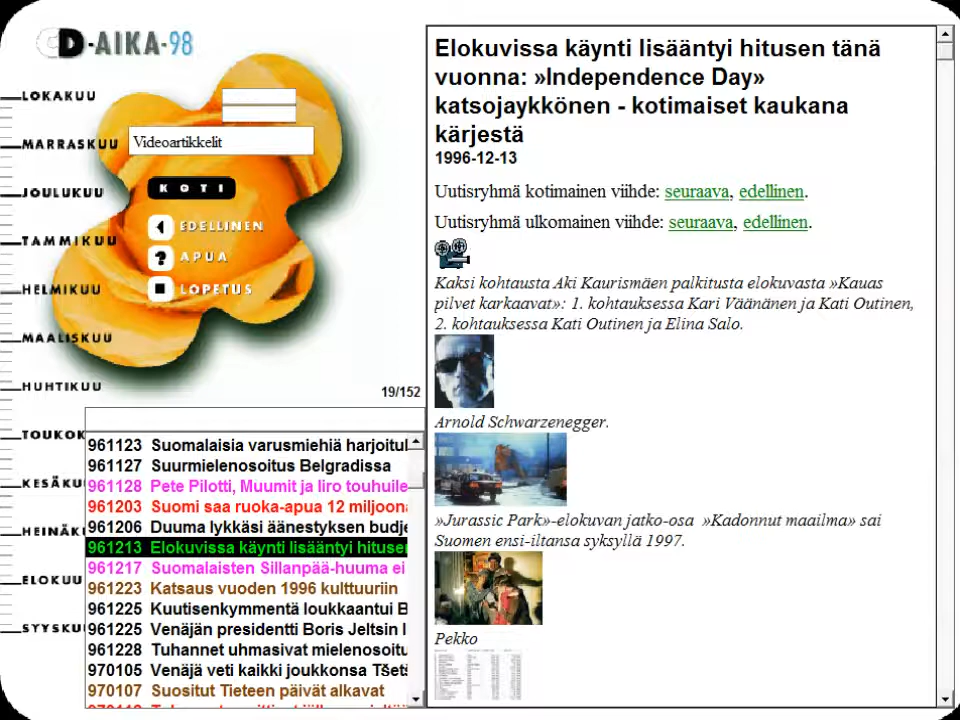 CD-AIKA-98
LOKAKUU
MARRASKUU
JOULUKUU
TAMMIKUU
HELMIKUU
MAALISKUU
HUHTIKUU
TOUKOK
KESÄKU
HEINÄKU
ELOKUU
SYYSKU
Videoartikkelit
KOTI
EDELLINEN
? APUA
LOPETUS
19/152
961123 Suomalaisia varusmiehiä harjoitul
961127 Suurmielenosoitus Belgradissa
961128 Pete Pilotti, Muumit ja Iiro touhuile
961203 Suomi saa ruoka-apua 12 miljoona
961206 Duuma lykkäsi äänestyksen budje
961213 Elokuvissa käynti lisääntyi hitusen
961217 Suomalaisten Sillanpää-huuma ei
961223 Katsaus vuoden 1996 kulttuuriin
961225 Kuutisenkymmentä loukkaantui B
961225 Venäjän presidentti Boris Jeltsin l
961228 Tuhannet uhmasivat mielenosoitu
970105 Venäjä veti kaikki joukkonsa Tšetš
970107 Suositut Tieteen päivät alkavat
Elokuvissa käynti lisääntyi hitusen tänä
vuonna: »Independence Day»
katsojaykkönen - kotimaiset kaukana
kärjestä
1996-12-13
Uutisryhmä kotimainen viihde: seuraava, edellinen.
Uutisryhmä ulkomainen viihde: seuraava, edellinen.
Kaksi kohtausta Aki Kaurismäen palkitusta elokuvasta »Kauas
pilvet karkaavat»: 1. kohtauksessa Kari Väänänen ja Kati Outinen,
2. kohtauksessa Kati Outinen ja Elina Salo.
Arnold Schwarzenegger.
»Jurassic Park»-elokuvan jatko-osa »Kadonnut maailma» sai
Suomen ensi-iltansa syksyllä 1997.
Pekko